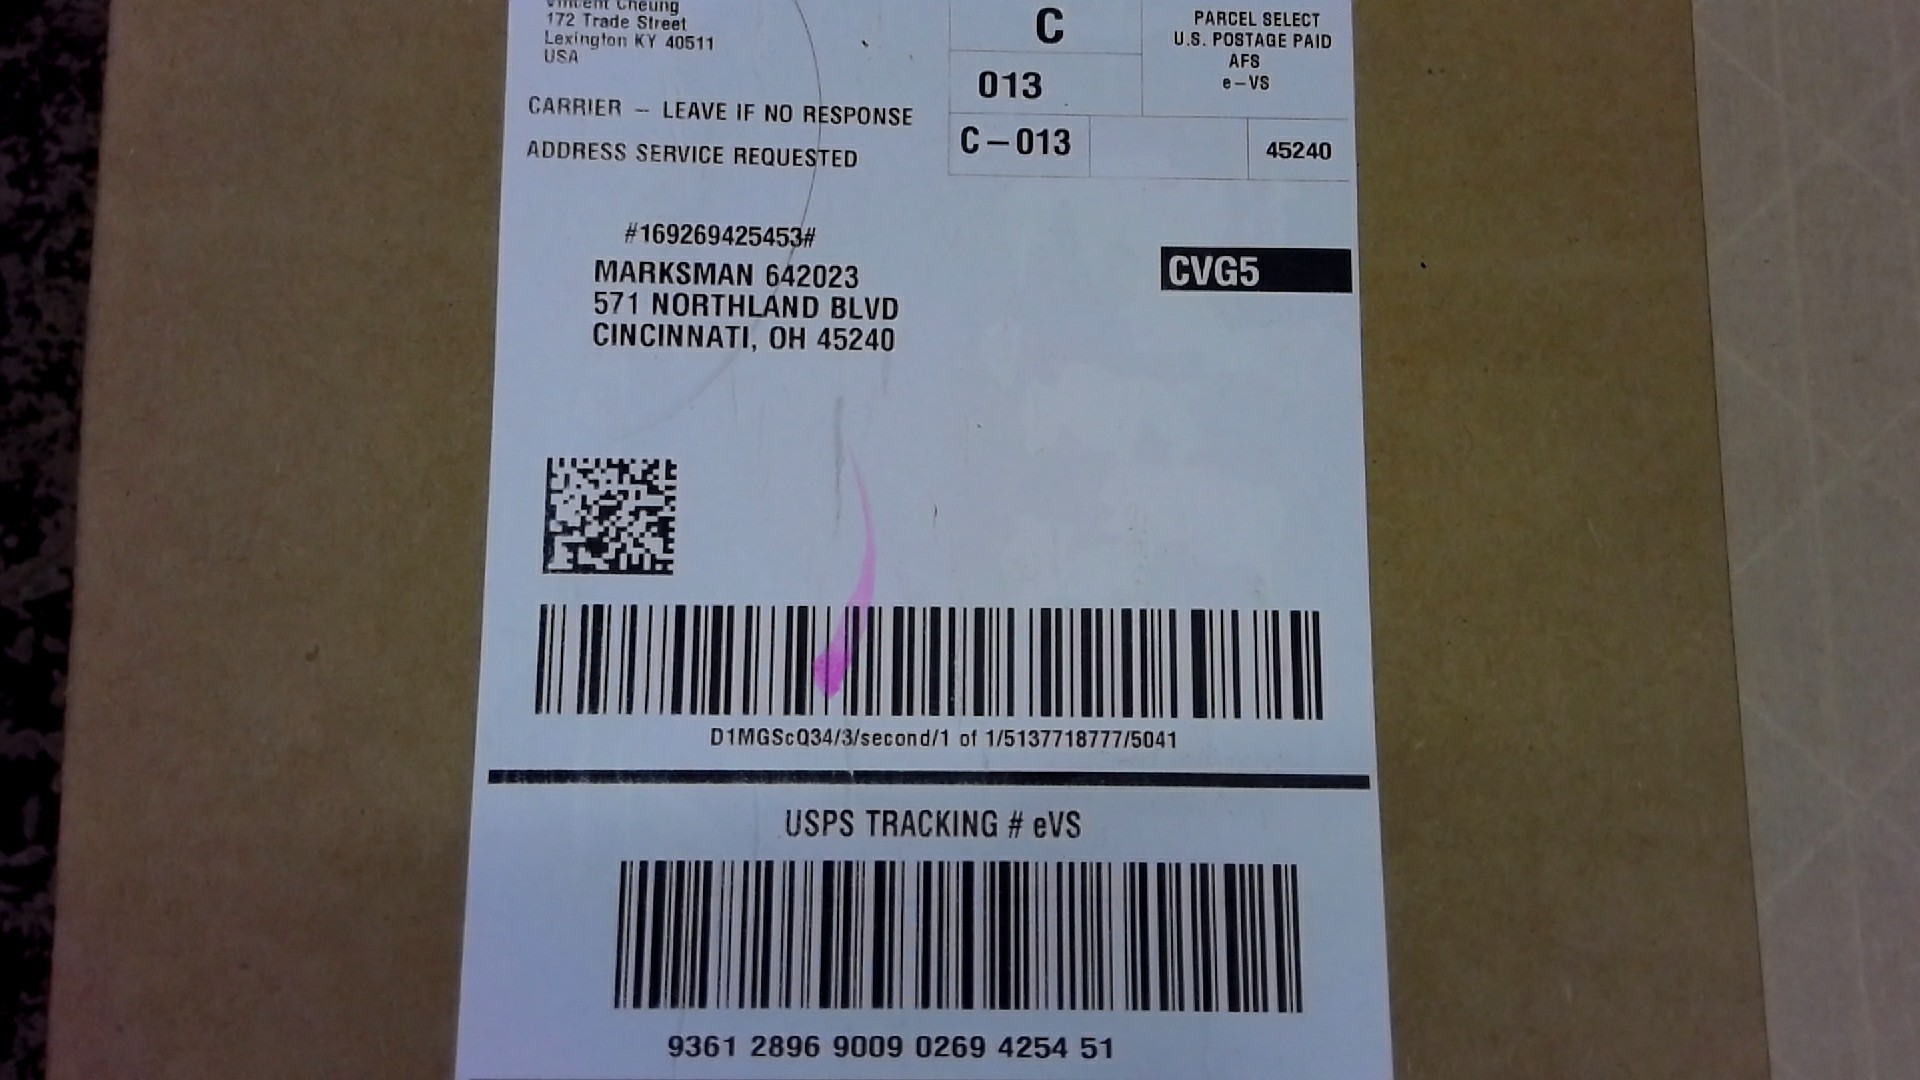 Vincent Cheung
172 Trade Street
Lexington KY 40511
USA
C
013
C-013
45240
PARCEL SELECT
U.S. POSTAGE PAID
AFS
e-VS
CARRIER - LEAVE IF NO RESPONSE
ADDRESS SERVICE REQUESTED
#169269425453#
MARKSMAN 642023
571 NORTHLAND BLVD
CINCINNATI, OH 45240
CVG5
D1MGScQ34/3/second/1 of 1/5137718777/5041
USPS TRACKING # eVS
9361 2896 9009 0269 4254 51